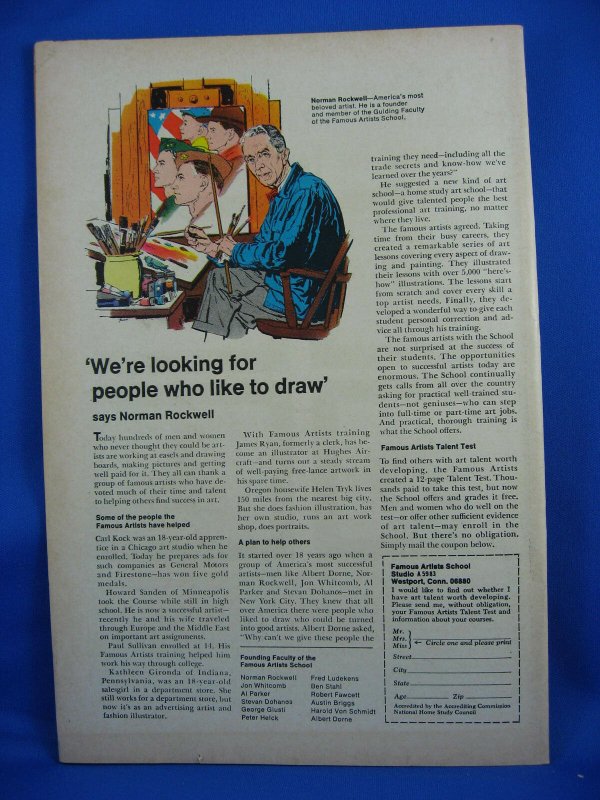 Norman Rockwell—America's most
beloved artist. He is a founder
and member of the Guiding Faculty
of the Famous Artists School.
'We're looking for
people who like to draw'
says Norman Rockwell
Today hundreds of men and women
who never thought they could be art-
ists are working at easels and drawing
boards, making pictures and getting
well paid for it. They all can thank a
group of famous artists who have de-
voted much of their time and talent
to helping others find success in art.
Some of the people the
Famous Artists have helped
Carl Kock was an 18-year-old appren-
tice in a Chicago art studio when he
enrolled. Today he prepares ads for
such companies as General Motors
and Firestone—has won five gold
medals.
Howard Sanden of Minneapolis
took the Course while still in high
school. He is now a successful artist—
recently he and his wife traveled
through Europe and the Middle East
on important art assignments.
Paul Sullivan enrolled at 14. His
Famous Artists training helped him
work his way through college.
Kathleen Gironda of Indiana,
Pennsylvania, was an 18-year-old
salesgirl in a department store. She
still works for a department store, but
now it's as an advertising artist and
fashion illustrator.
With Famous Artists training
James Ryan, formerly a clerk, has be-
come an illustrator at Hughes Air-
craft—and turns out a steady stream
of well-paying free-lance artwork in
his spare time.
Oregon housewife Helen Tryk lives
150 miles from the nearest big city.
But she does fashion illustration, has
her own studio, runs an art work
shop, does portraits.
A plan to help others
It started over 18 years ago when a
group of America's most successful
artists—men like Albert Dorne, Nor-
man Rockwell, Jon Whitcomb, Al
Parker and Stevan Dohanos—met in
New York City. They knew that all
over America there were people who
liked to draw who could be turned
into good artists. Albert Dorne asked,
"Why can't we give these people the
Founding Faculty of the
Famous Artists School
Norman Rockwell
Jon Whitcomb
Al Parker
Stevan Dohanos
George Giusti
Peter Helck
Fred Ludekens
Ben Stahl
Robert Fawcett
Austin Briggs
Harold Von Schmidt
Albert Dorne
training they need—including all the
trade secrets and know-how we've
learned over the years?"
He suggested a new kind of art
school—a home study art school—that
would give talented people the best
professional art training, no matter
where they live.
The famous artists agreed. Taking
time from their busy careers, they
created a remarkable series of art
lessons covering every aspect of draw-
ing and painting. They illustrated
their lessons with over 5,000 "here's-
how" illustrations. The lessons start
from scratch and cover every skill a
top artist needs. Finally, they de-
veloped a wonderful way to give each
student personal correction and ad-
vice all through his training.
The famous artists with the School
are not surprised at the success of
their students. The opportunities
open to successful artists today are
enormous. The School continually
gets calls from all over the country
asking for practical well-trained stu-
dents—not geniuses—who can step
into full-time or part-time art jobs.
And practical, thorough training is
what the School offers.
Famous Artists Talent Test
To find others with art talent worth
developing, the Famous Artists
created a 12-page Talent Test. Thou-
sands paid to take this test, but now
the School offers and grades it free.
Men and women who do well on the
test—or offer other sufficient evidence
of art talent—may enroll in the
School. But there's no obligation.
Simply mail the coupon below.
Famous Artists School
Studio A 5983
Westport, Conn. 06880
I would like to find out whether I
have art talent worth developing.
Please send me, without obligation,
your Famous Artists Talent Test and
information about your courses.
Mr.
Mrs. ← Circle one and please print
Miss
Street
City
State
Age Zip
Accredited by the Accrediting Commission
National Home Study Council